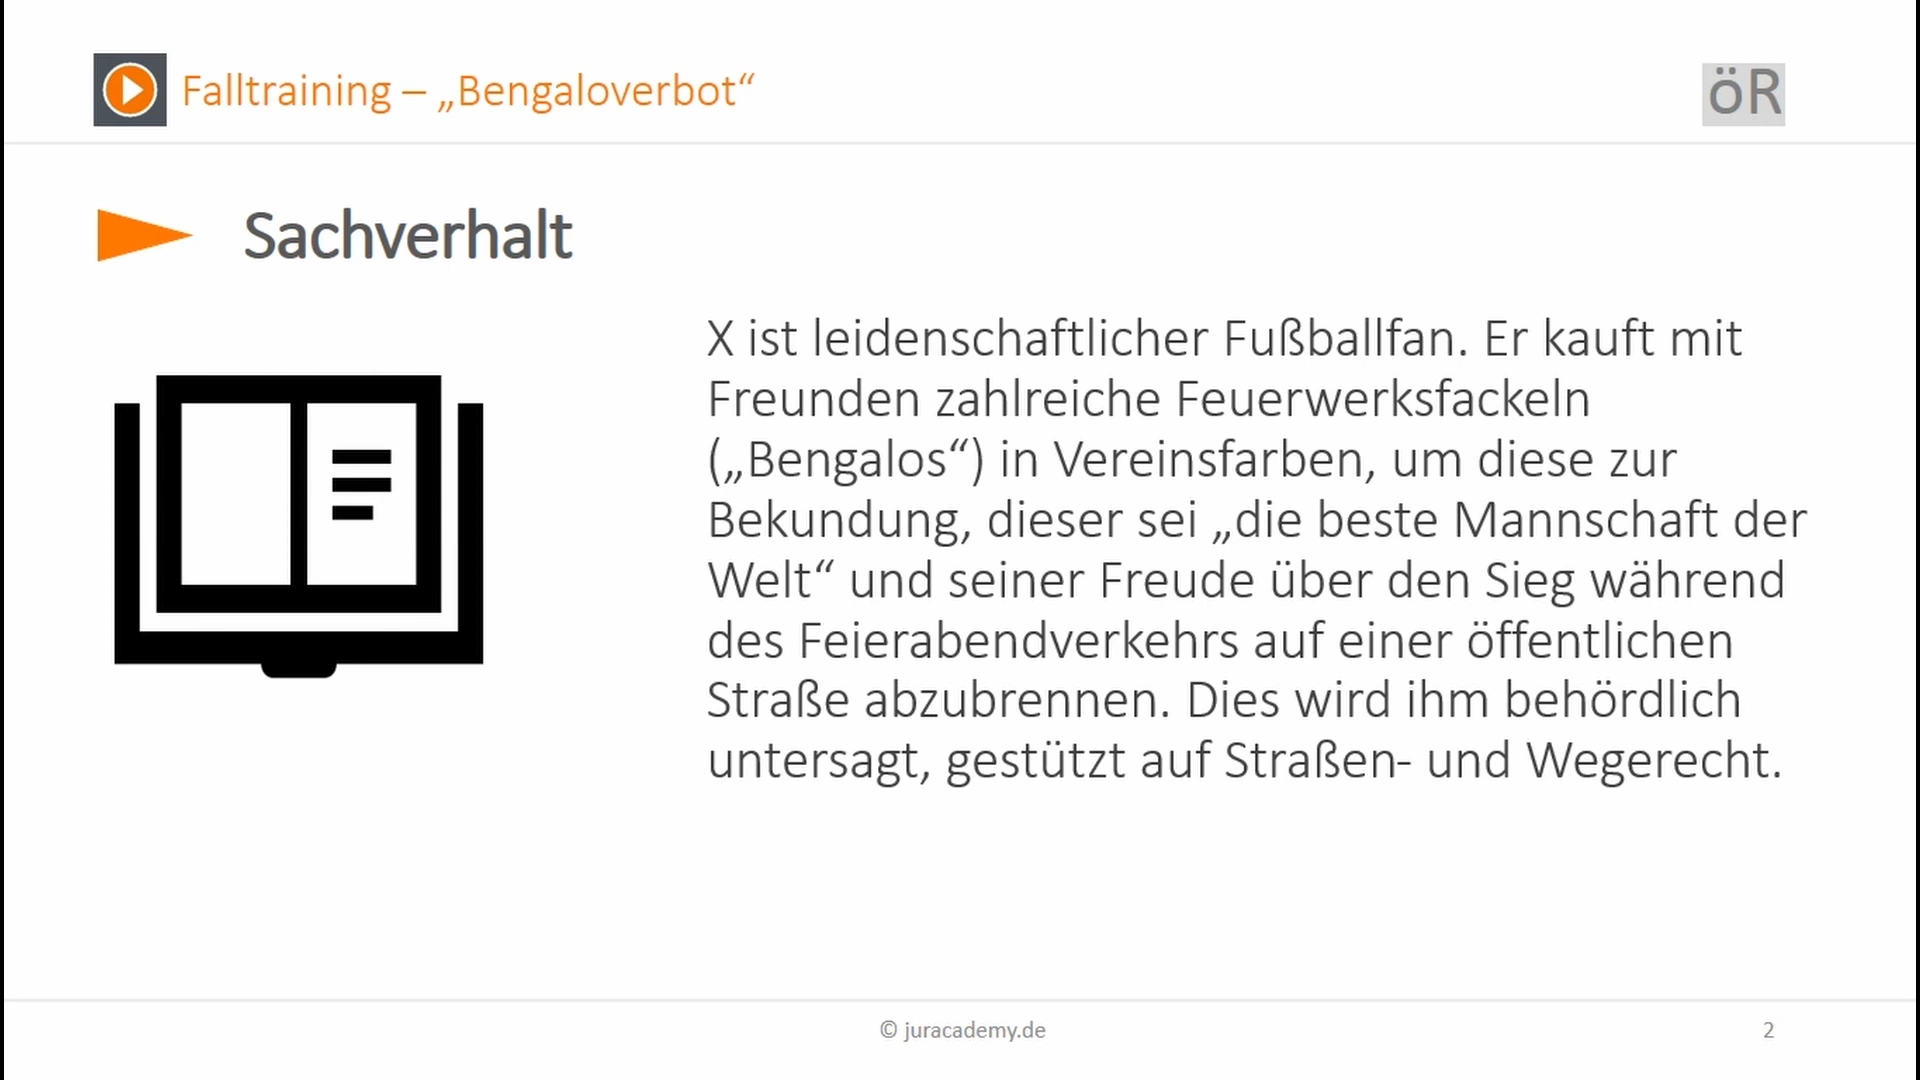 Falltraining – „Bengaloverbot“
öR
Sachverhalt
X ist leidenschaftlicher Fußballfan. Er kauft mit
Freunden zahlreiche Feuerwerksfackeln
(„Bengalos“) in Vereinsfarben, um diese zur
Bekundung, dieser sei „die beste Mannschaft der
Welt“ und seiner Freude über den Sieg während
des Feierabendverkehrs auf einer öffentlichen
Straße abzubrennen. Dies wird ihm behördlich
untersagt, gestützt auf Straßen- und Wegerecht.
© juracademy.de
2